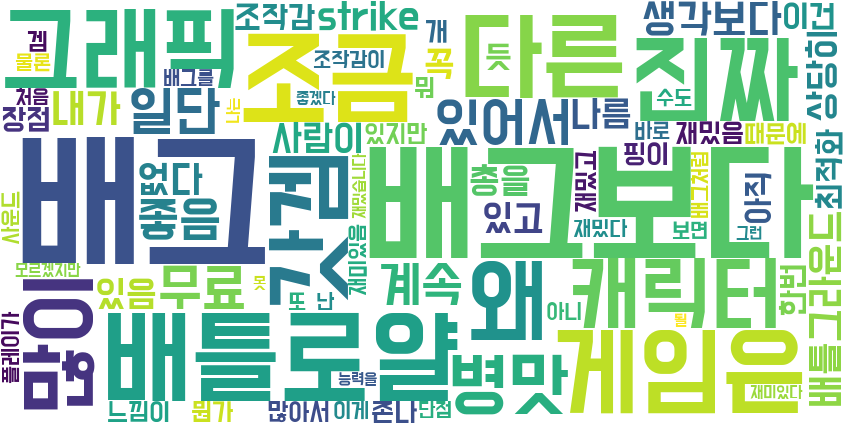 그래픽
조작감
strike
생각보다
이건
겜
물론
배그를
조작감이
개
꼭
듯
조금
다른
진짜
상당히
처음
장점
내가
일단
나는
좋겠다
뭐
있어서
나름
수도
사람이
있지만
바로
재밌음
때문에
핑이
최적화
배그
없다
좋음
갓겜
재밌습니다
배그보다
총을
있고
재밌고
재밌다
배그처럼
보면
아직
그런
사운드
모르겠지만
있음
무료
못
재미있음
또
난
계속
왜
아니
캐릭터
뭘
한번
배틀그라운드
이런
플레이가
배틀로얄
능력을
병맛
게임은
재미있다
느낌이
뭔가
많아서
이게
존나
단점